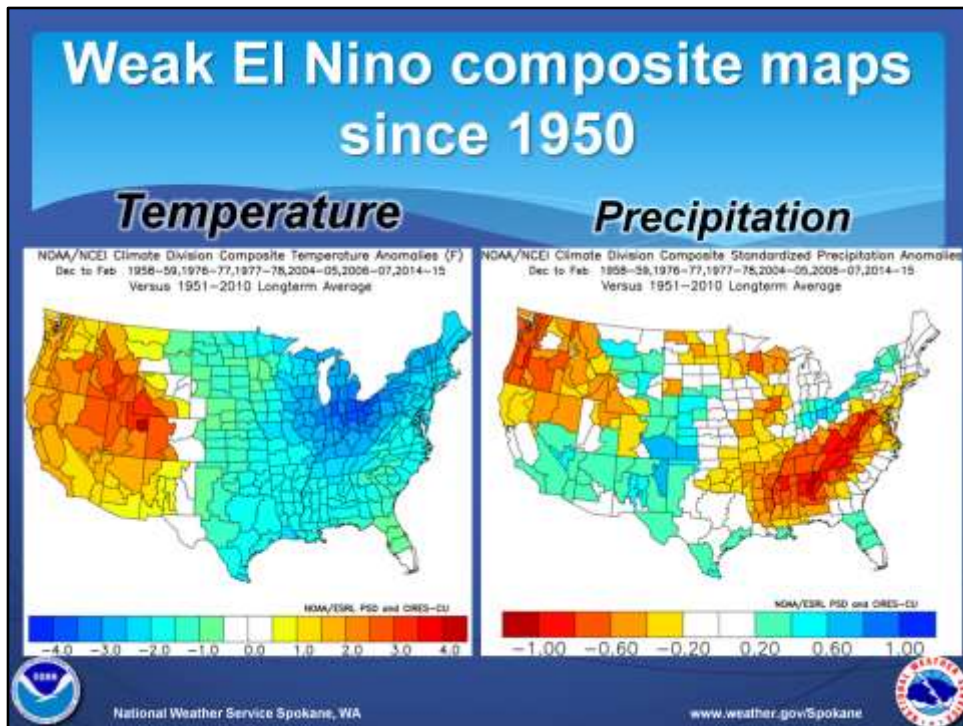 Weak El Nino composite maps
since 1950
Temperature
Precipitation
NOAA/NCEI Climate Division Composite Temperature Anomalies (F)
Dec to Feb 1958-59,1976-77,1977-78,2004-05,2006-07,2014-15
Versus 1951-2010 Longterm Average
NOAA/NCEI Climate Division Composite Standardized Precipitation Anomalies
Dec to Feb 1958-59,1976-77,1977-78,2004-05,2006-07,2014-15
Versus 1951-2010 Longterm Average
NOAA/ESRL PSD and CIRES-CU
-4.0 -3.0 -2.0 -1.0 0.0 1.0 2.0 3.0 4.0
NOAA/ESRL PSD and CIRES-CU
-1.00 -0.60 -0.20 0.20 0.60 1.00
NOAA
National Weather Service Spokane, WA
www.weather.gov/Spokane
NATIONAL WEATHER SERVICE